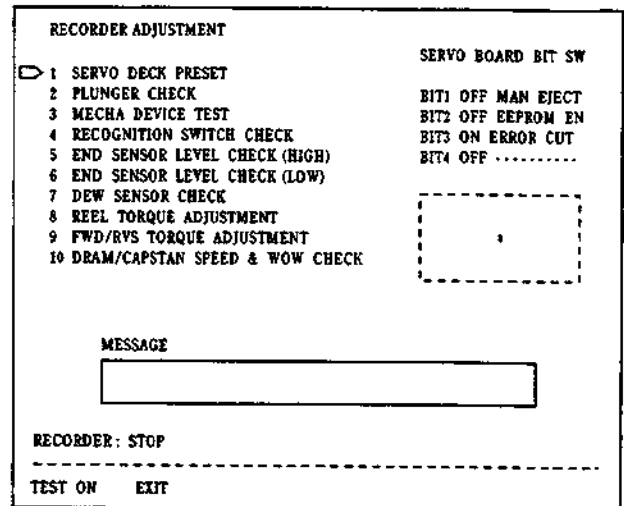 RECORDER ADJUSTMENT
1 SERVO DECK PRESET
2 PLUNGER CHECK
3 MECHA DEVICE TEST
4 RECOGNITION SWITCH CHECK
5 END SENSOR LEVEL CHECK (HIGH)
6 END SENSOR LEVEL CHECK (LOW)
7 DEW SENSOR CHECK
8 REEL TORQUE ADJUSTMENT
9 FWD/RVS TORQUE ADJUSTMENT
10 DRAM/CAPSTAN SPEED & WOW CHECK
SERVO BOARD BIT SW
BIT1 OFF MAN EJECT
BIT2 OFF EEPROM EN
BIT3 ON ERROR CUT
BIT4 OFF ----------
MESSAGE
RECORDER: STOP
TEST ON EXIT